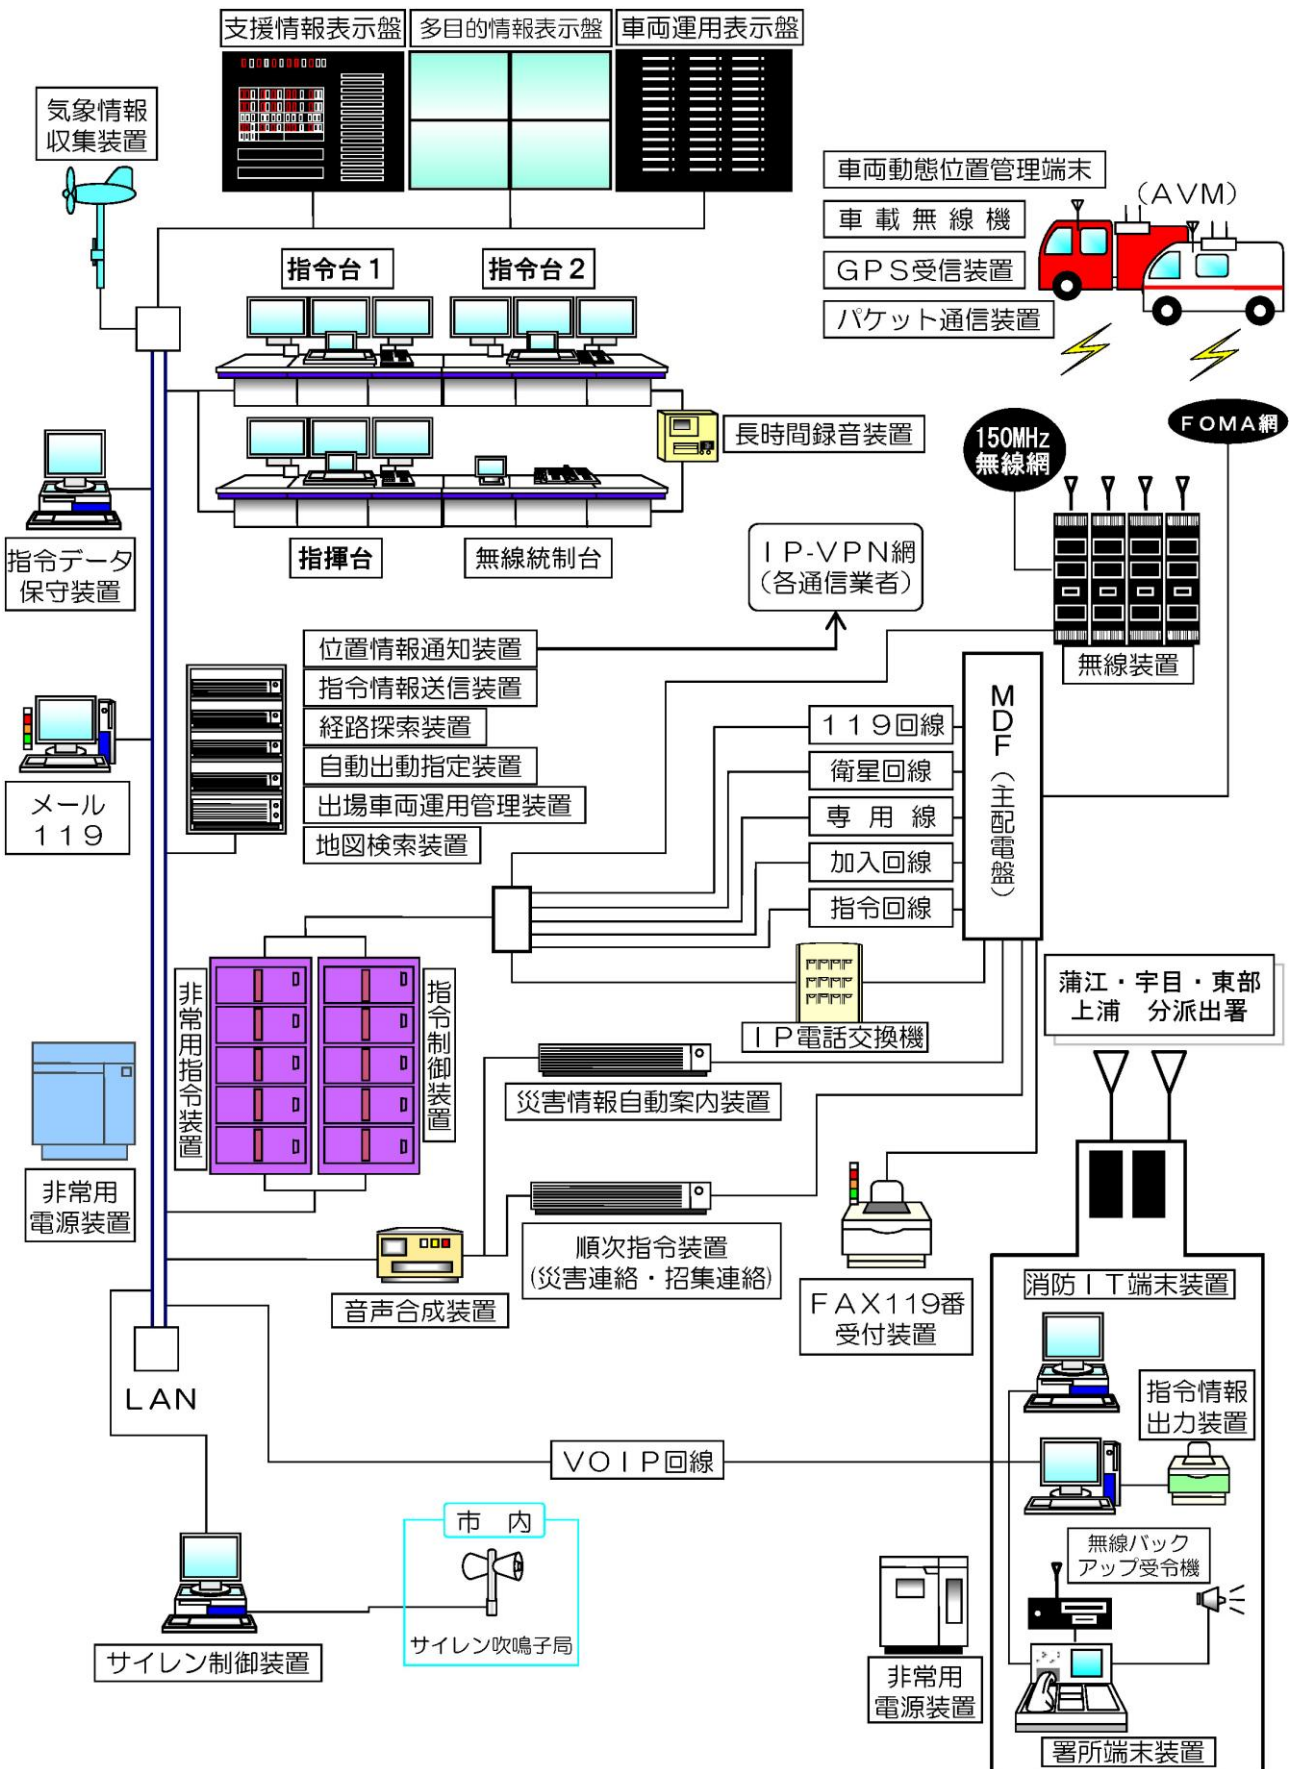 支援情報表示盤
多目的情報表示盤
車両運用表示盤
気象情報
収集装置
車両動態位置管理端末
(AVM)
車載無線機
GPS受信装置
パケット通信装置
指令台1
指令台2
長時間録音装置
150MHz
無線網
FOMA網
指揮台
無線統制台
指令データ
保守装置
IP-VPN網
(各通信業者)
無線装置
位置情報通知装置
指令情報送信装置
経路探索装置
自動出動指定装置
出場車両運用管理装置
地図検索装置
メール
119
119回線
衛星回線
専用線
加入回線
指令回線
MDF(主配電盤)
非常用指令装置
指令制御装置
IP電話交換機
蒲江・宇目・東部
上浦 分派出署
災害情報自動案内装置
非常用
電源装置
順次指令装置
(災害連絡・招集連絡)
音声合成装置
FAX119番
受付装置
消防IT端末装置
指令情報
出力装置
LAN
VOIP回線
市内
サイレン吹鳴子局
サイレン制御装置
無線バック
アップ受令機
非常用
電源装置
署所端末装置